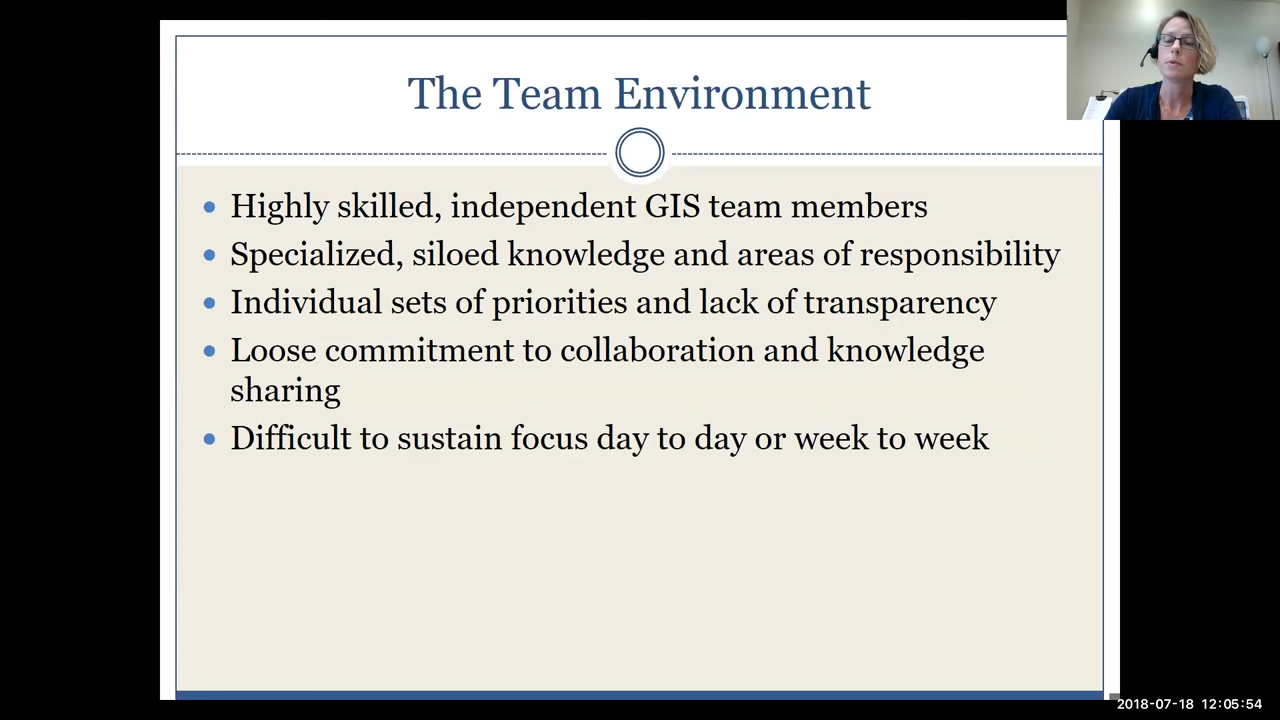 The Team Environment
Highly skilled, independent GIS team members
Specialized, siloed knowledge and areas of responsibility
Individual sets of priorities and lack of transparency
Loose commitment to collaboration and knowledge
sharing
Difficult to sustain focus day to day or week to week
2018-07-18 12:05:54